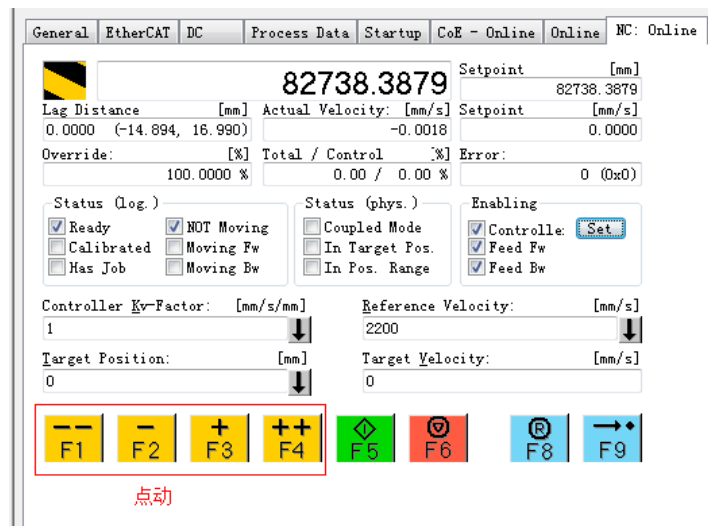 General EtherCAT DC Process Data Startup CoE - Online Online NC: Online
82738.3879 Setpoint [mm]
82738.3879
Lag Distance [mm] Actual Velocity: [mm/s] Setpoint [mm/s]
0.0000 (-14.894, 16.990) -0.0018 0.0000
Override: [%] Total / Control [%] Error:
100.0000 % 0.00 / 0.00 % 0 (0x0)
Status (log.) Status (phys.) Enabling
Ready NOT Moving Coupled Mode Controlle: Set
Calibrated Moving Fw In Target Pos. Feed Fw
Has Job Moving Bw In Pos. Range Feed Bw
Controller Kv-Factor: [mm/s/mm] Reference Velocity: [mm/s]
1 2200
Target Position: [mm] Target Velocity: [mm/s]
0 0
-- - + ++ R
F1 F2 F3 F4 F5 F6 F8 F9
点动